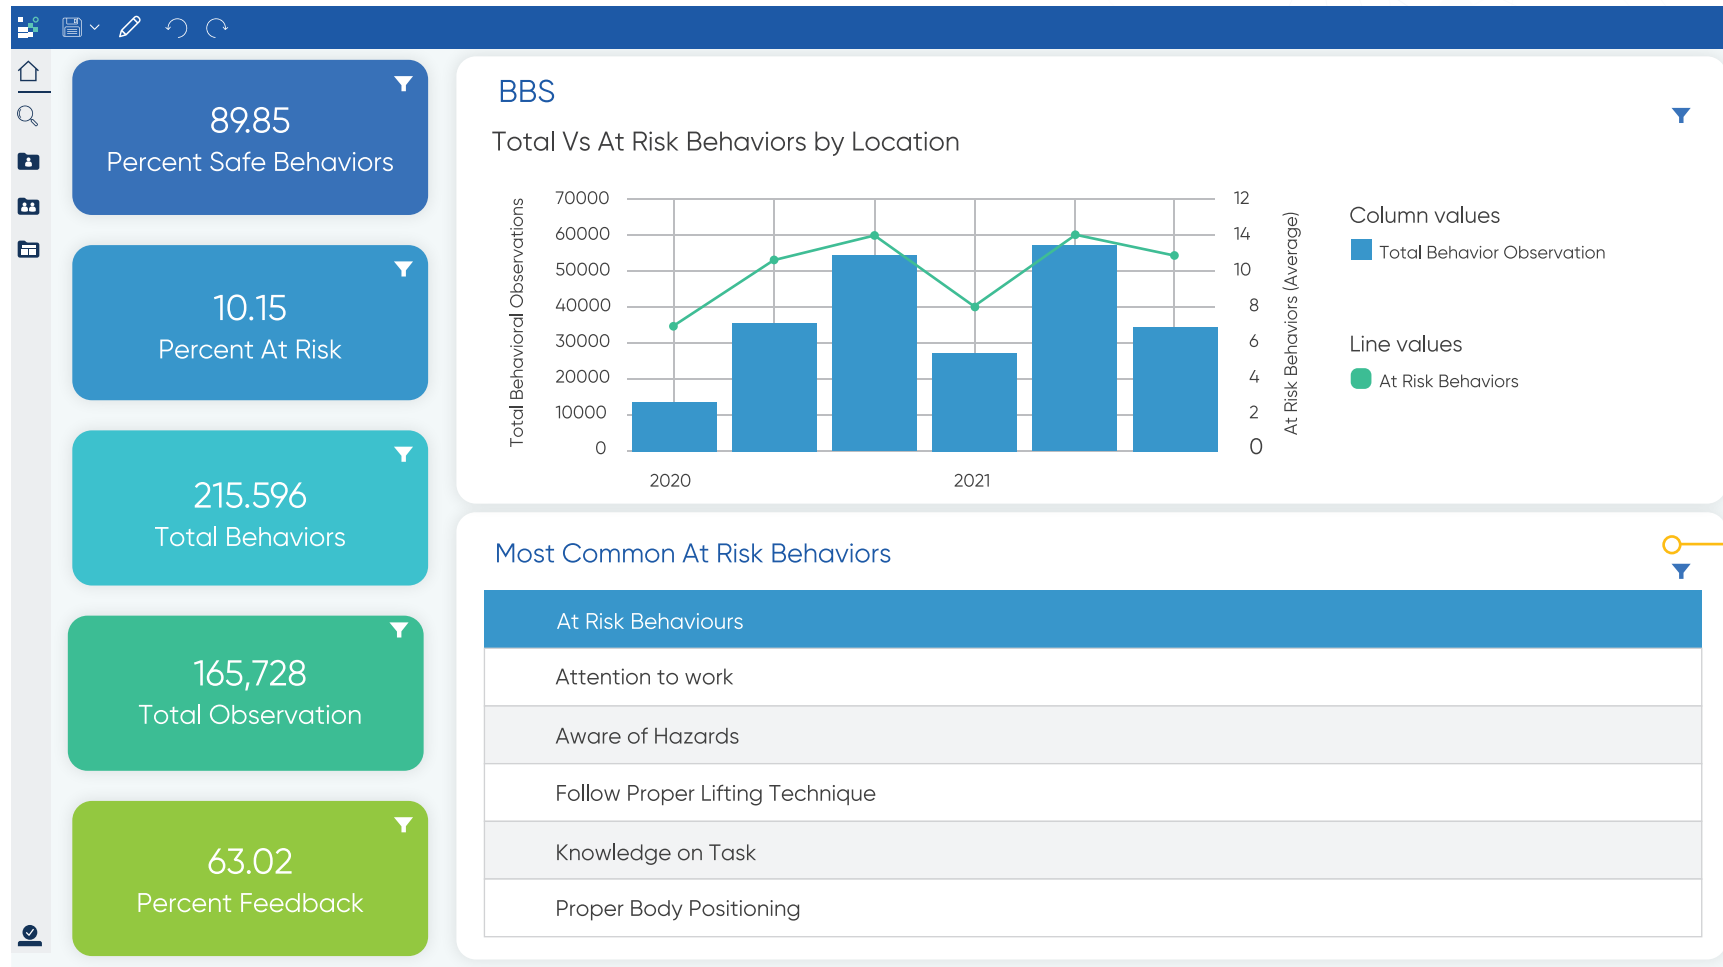 89.85
Percent Safe Behaviors
10.15
Percent At Risk
215.596
Total Behaviors
165,728
Total Observation
63.02
Percent Feedback
BBS
Total Vs At Risk Behaviors by Location
Total Behavioral Observations
70000
60000
50000
40000
30000
20000
10000
0
12
14
10
8
6
4
2
0
At Risk Behaviors (Average)
2020
2021
Column values
Total Behavior Observation
Line values
At Risk Behaviors
Most Common At Risk Behaviors
At Risk Behaviours
Attention to work
Aware of Hazards
Follow Proper Lifting Technique
Knowledge on Task
Proper Body Positioning